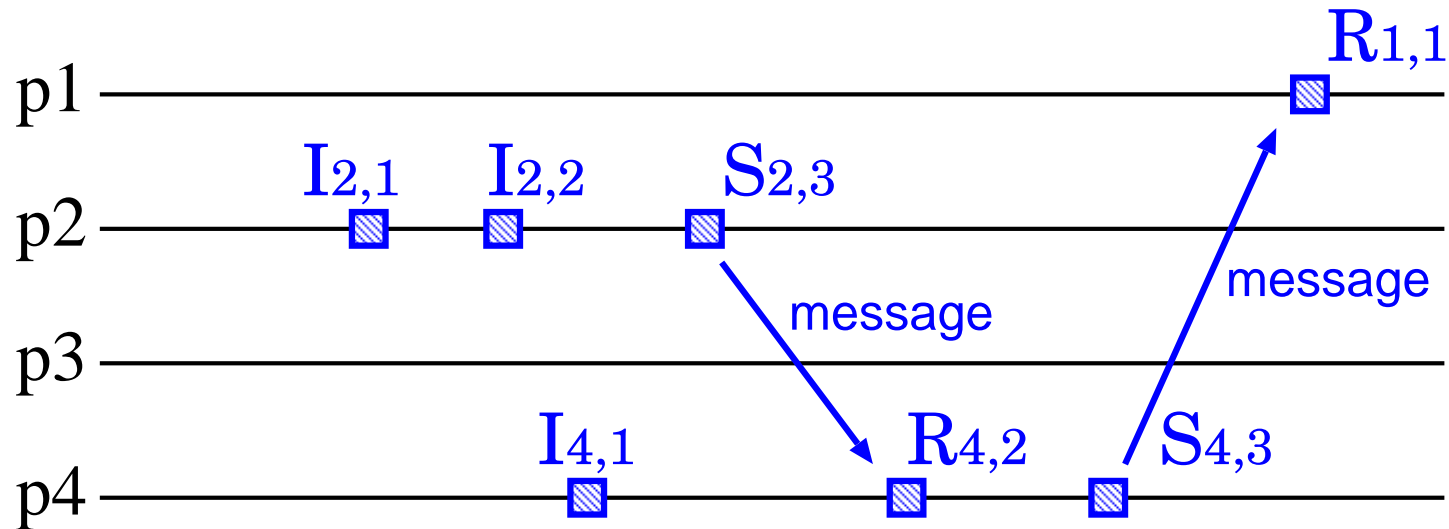 R1,1
p1
I2,1 I2,2 S2,3
p2
message
message
p3
I4,1 R4,2 S4,3
p4